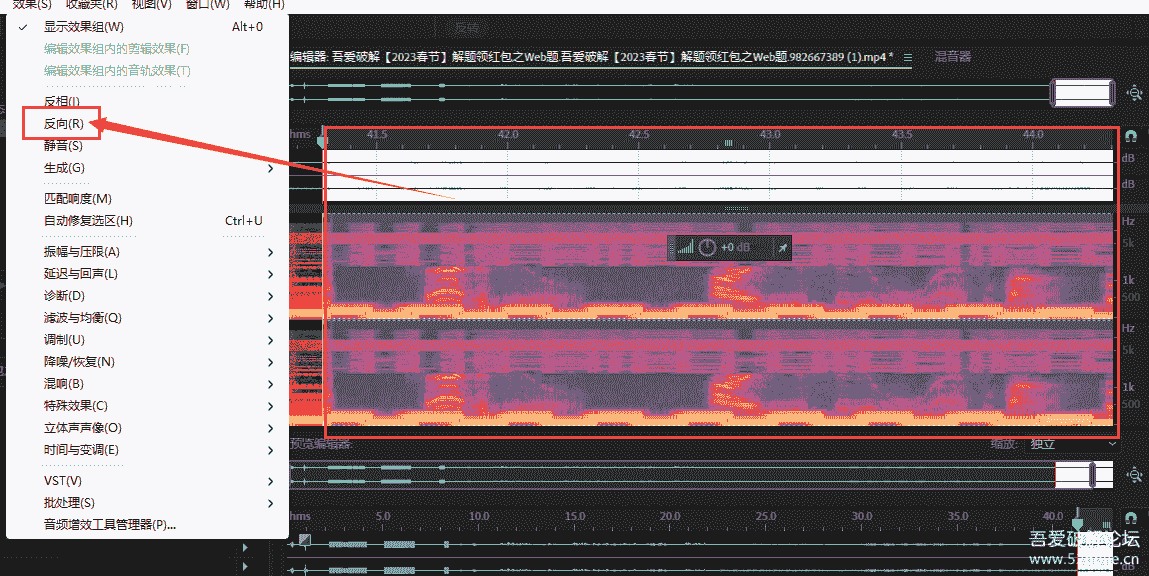 效果(S) 收藏夹(R) 视图(V) 窗口(W) 帮助(H)
✓ 显示效果组(W) Alt+0
编辑效果组内的剪辑效果(F)
编辑效果组内的音轨效果(T)
反相(I)
反向(R)
静音(S)
生成(G)
匹配响度(M)
自动修复选区(H) Ctrl+U
振幅与压限(A)
延迟与回声(L)
诊断(D)
滤波与均衡(Q)
调制(U)
降噪/恢复(N)
混响(B)
特殊效果(C)
立体声声像(O)
时间与变调(E)
VST(V)
批处理(S)
音频增效工具管理器(P)...
编辑器: 吾爱破解【2023春节】解题领红包之Web题.吾爱破解【2023春节】解题领红包之Web题.982667389 (1).mp4 *
混音器
hms 41.5 42.0 42.5 43.0 43.5 44.0
dB
dB
Hz
5k
+0 dB
1k
500
Hz
5k
1k
500
预览编辑器:
缩放: 独立
hms 5.0 10.0 15.0 20.0 25.0 30.0 35.0 40.0
吾爱破解论坛
www.52pojie.cn